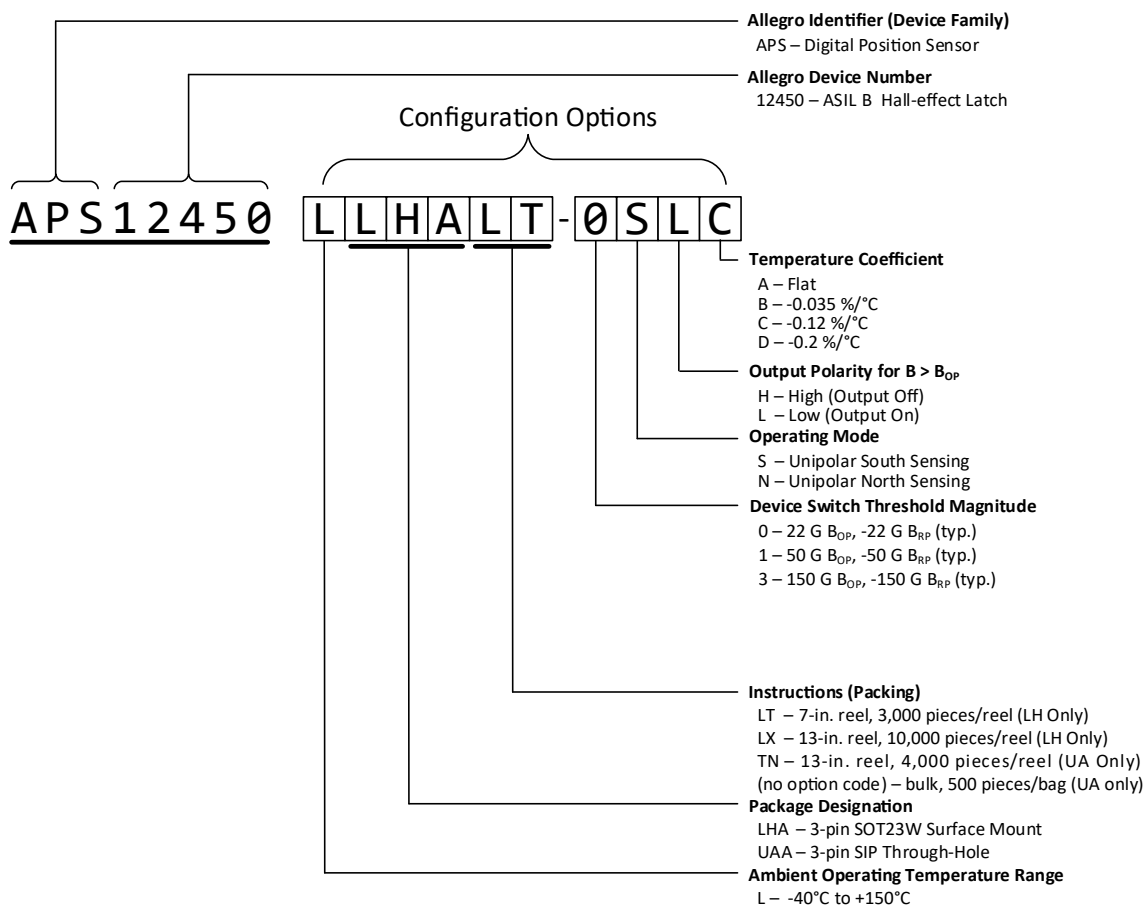 Allegro Identifier (Device Family)
APS – Digital Position Sensor
Allegro Device Number
12450 – ASIL B Hall-effect Latch
Configuration Options
APS12450 LLHALT-0SLC
Temperature Coefficient
A – Flat
B – -0.035 %/°C
C – -0.12 %/°C
D – -0.2 %/°C
Output Polarity for B > BOP
H – High (Output Off)
L – Low (Output On)
Operating Mode
S – Unipolar South Sensing
N – Unipolar North Sensing
Device Switch Threshold Magnitude
0 – 22 G BOP, -22 G BRP (typ.)
1 – 50 G BOP, -50 G BRP (typ.)
3 – 150 G BOP, -150 G BRP (typ.)
Instructions (Packing)
LT – 7-in. reel, 3,000 pieces/reel (LH Only)
LX – 13-in. reel, 10,000 pieces/reel (LH Only)
TN – 13-in. reel, 4,000 pieces/reel (UA Only)
(no option code) – bulk, 500 pieces/bag (UA only)
Package Designation
LHA – 3-pin SOT23W Surface Mount
UAA – 3-pin SIP Through-Hole
Ambient Operating Temperature Range
L – -40°C to +150°C